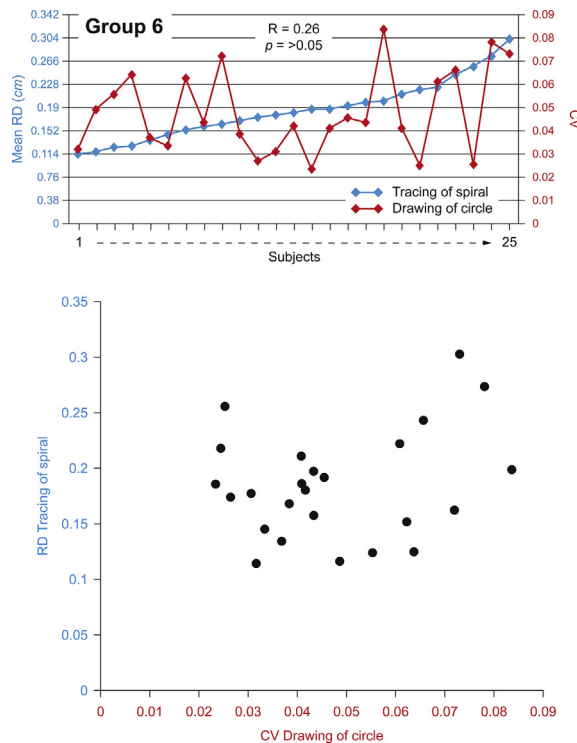 Group 6
R = 0.26
p = >0.05
Mean RD (cm)
0.342
0.304
0.266
0.228
0.19
0.152
0.114
0.76
0.38
0
0.09
0.08
0.07
0.06
0.05
0.04
0.03
0.02
0.01
0
CV
Tracing of spiral
Drawing of circle
1
25
Subjects
RD Tracing of spiral
0.35
0.3
0.25
0.2
0.15
0.1
0.05
0
0 0.01 0.02 0.03 0.04 0.05 0.06 0.07 0.08 0.09
CV Drawing of circle